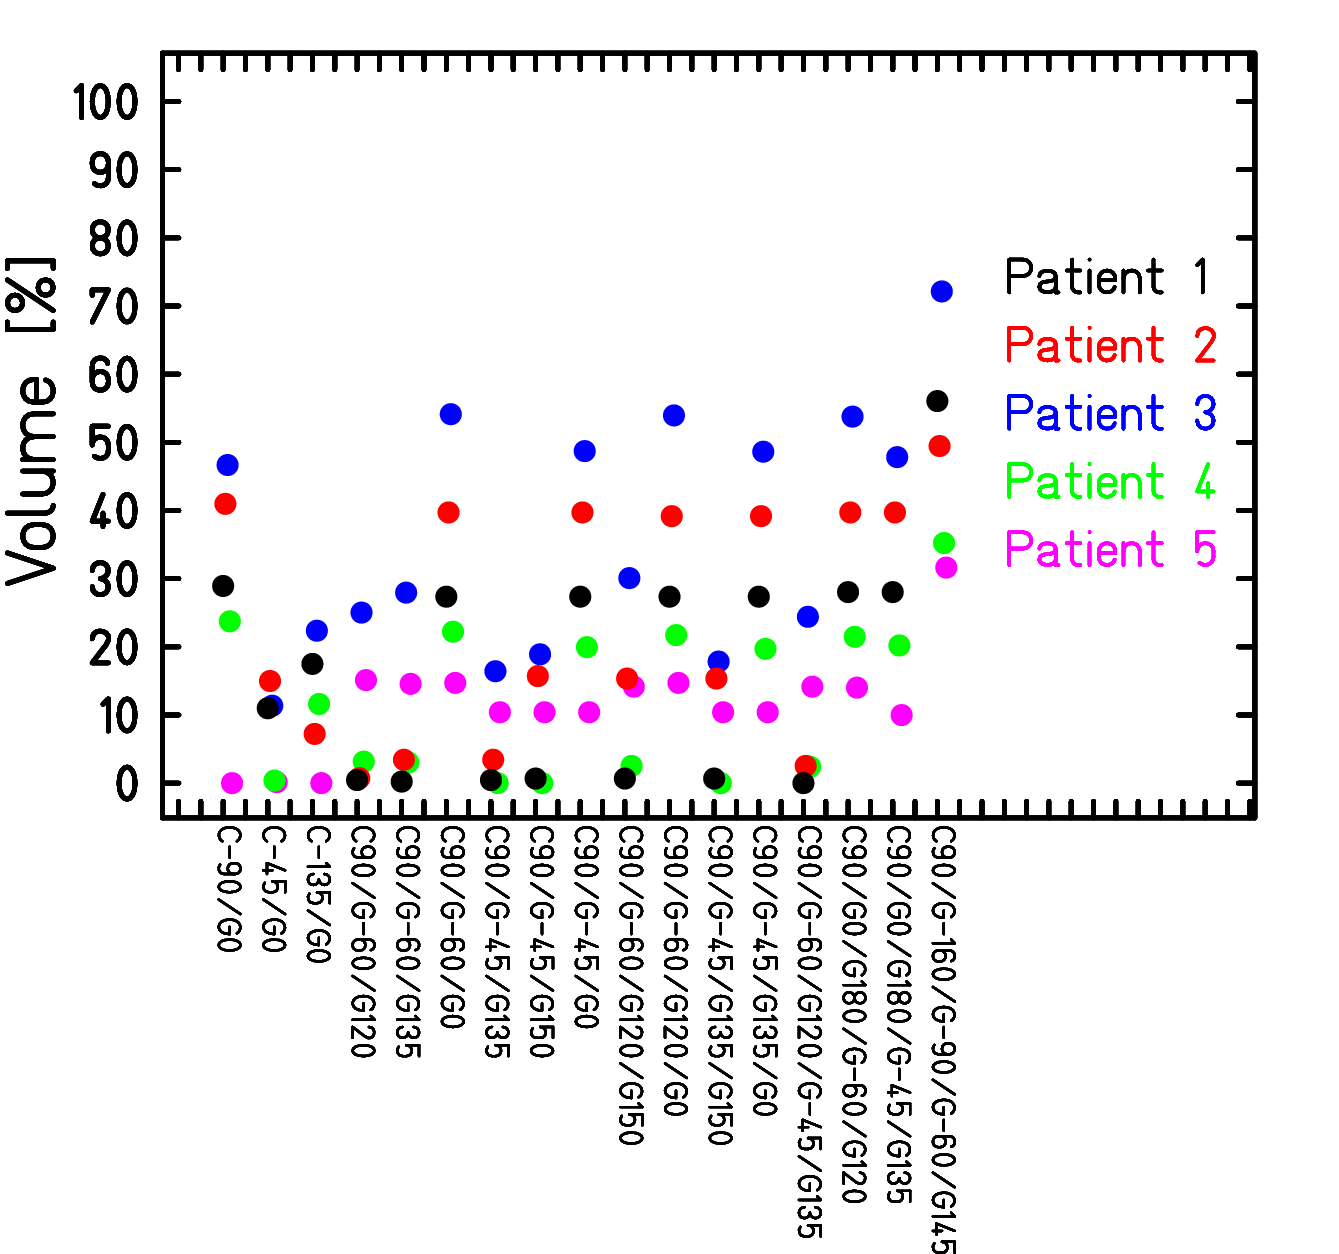 Volume [%]
100
90
80
70
60
50
40
30
20
10
0
Patient 1
Patient 2
Patient 3
Patient 4
Patient 5
C-90/G0
C-45/G0
C-135/G0
C90/G-60/G120
C90/G-60/G135
C90/G-60/G0
C90/G-45/G135
C90/G-45/G150
C90/G-45/G0
C90/G-60/G120/G150
C90/G-60/G120/G0
C90/G-45/G135/G150
C90/G-45/G135/G0
C90/G-60/G120/G-45/G135
C90/G0/G180/G-60/G120
C90/G0/G180/G-45/G135
C90/G-160/G-90/G-60/G145